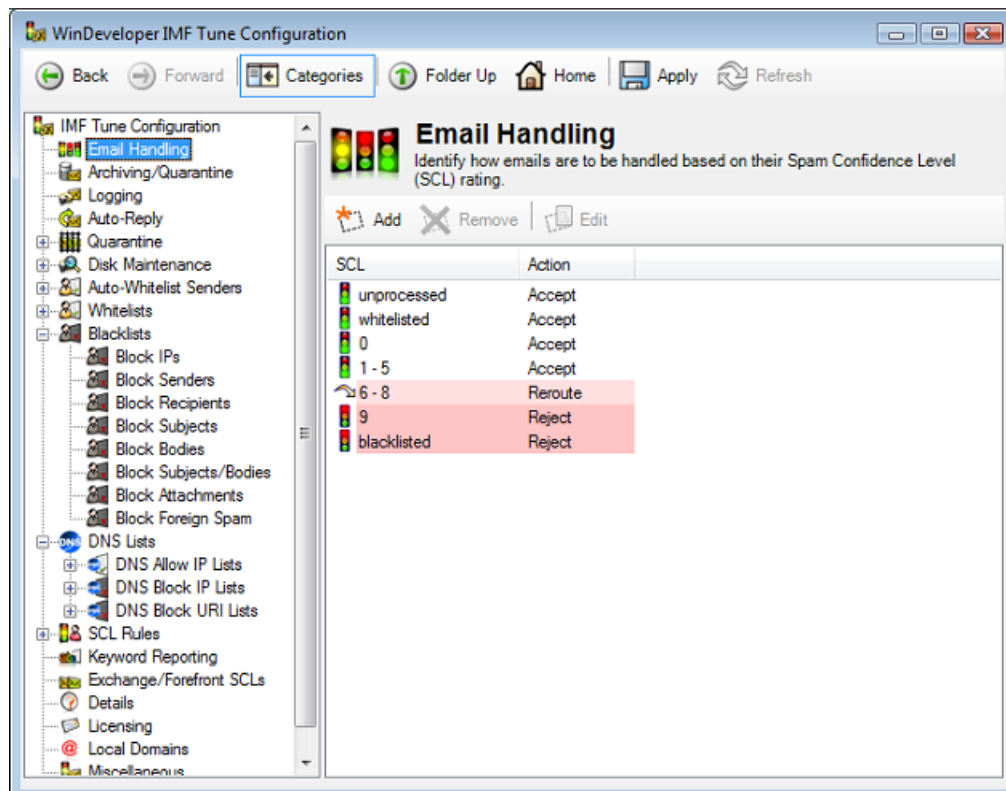 WinDeveloper IMF Tune Configuration
Back Forward Categories Folder Up Home Apply Refresh
IMF Tune Configuration
Email Handling
Archiving/Quarantine
Logging
Auto-Reply
Quarantine
Disk Maintenance
Auto-Whitelist Senders
Whitelists
Blacklists
Block IPs
Block Senders
Block Recipients
Block Subjects
Block Bodies
Block Subjects/Bodies
Block Attachments
Block Foreign Spam
DNS Lists
DNS Allow IP Lists
DNS Block IP Lists
DNS Block URI Lists
SCL Rules
Keyword Reporting
Exchange/Forefront SCLs
Details
Licensing
Local Domains
Miscellaneous
Email Handling
Identify how emails are to be handled based on their Spam Confidence Level
(SCL) rating.
Add Remove Edit
SCL Action
unprocessed Accept
whitelisted Accept
0 Accept
1 - 5 Accept
6 - 8 Reroute
9 Reject
blacklisted Reject